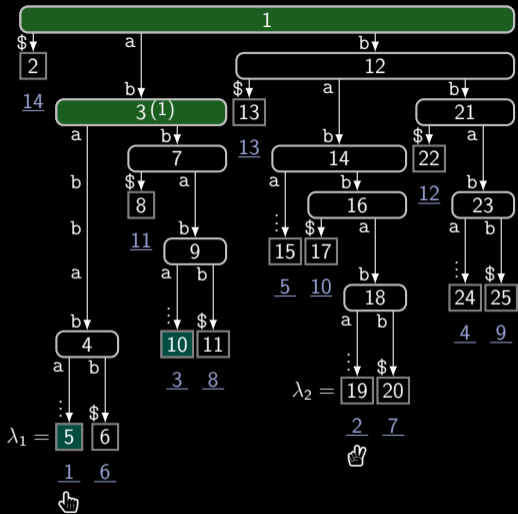 1
$ a b
2 12
14 b $ a b
3 (1) 13 21
a b 13 $ a
7 14 22
b $ a a b 12 b
8 16 23
b 11 b ⋮ $ a a b
9 15 17
a a b 5 10 b ⋮ $
18 24 25
b ⋮ $ a b 4 9
4 10 11
a b 3 8 ⋮ $
λ₂ = 19 20
⋮ $ 2 7
λ₁ = 5 6
1 6